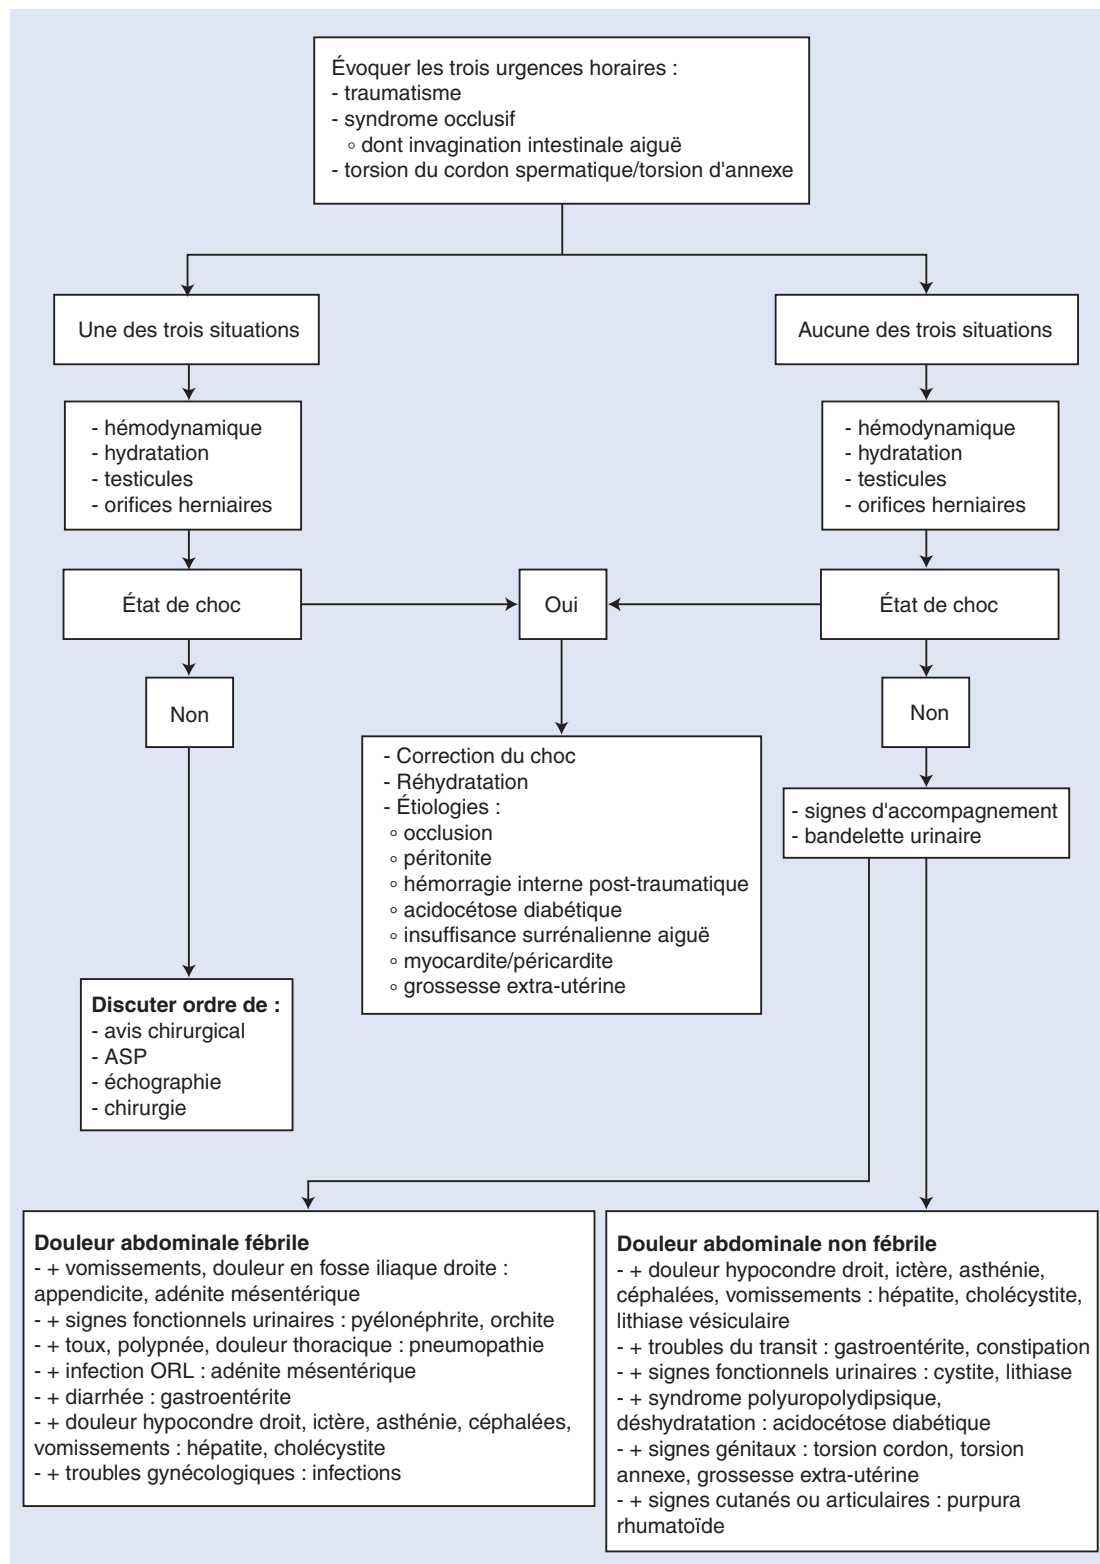 Évoquer les trois urgences horaires :
- traumatisme
- syndrome occlusif
◦ dont invagination intestinale aiguë
- torsion du cordon spermatique/torsion d'annexe
Une des trois situations
Aucune des trois situations
- hémodynamique
- hydratation
- testicules
- orifices herniaires
- hémodynamique
- hydratation
- testicules
- orifices herniaires
État de choc
Oui
État de choc
Non
Non
- Correction du choc
- Réhydratation
- Étiologies :
◦ occlusion
◦ péritonite
◦ hémorragie interne post-traumatique
◦ acidocétose diabétique
◦ insuffisance surrénalienne aiguë
◦ myocardite/péricardite
◦ grossesse extra-utérine
- signes d'accompagnement
- bandelette urinaire
Discuter ordre de :
- avis chirurgical
- ASP
- échographie
- chirurgie
Douleur abdominale fébrile
- + vomissements, douleur en fosse iliaque droite :
appendicite, adénite mésentérique
- + signes fonctionnels urinaires : pyélonéphrite, orchite
- + toux, polypnée, douleur thoracique : pneumopathie
- + infection ORL : adénite mésentérique
- + diarrhée : gastroentérite
- + douleur hypocondre droit, ictère, asthénie, céphalées,
vomissements : hépatite, cholécystite
- + troubles gynécologiques : infections
Douleur abdominale non fébrile
- + douleur hypocondre droit, ictère, asthénie,
céphalées, vomissements : hépatite, cholécystite,
lithiase vésiculaire
- + troubles du transit : gastroentérite, constipation
- + signes fonctionnels urinaires : cystite, lithiase
- + syndrome polyuropolydipsique,
déshydratation : acidocétose diabétique
- + signes génitaux : torsion cordon, torsion
annexe, grossesse extra-utérine
- + signes cutanés ou articulaires : purpura
rhumatoïde